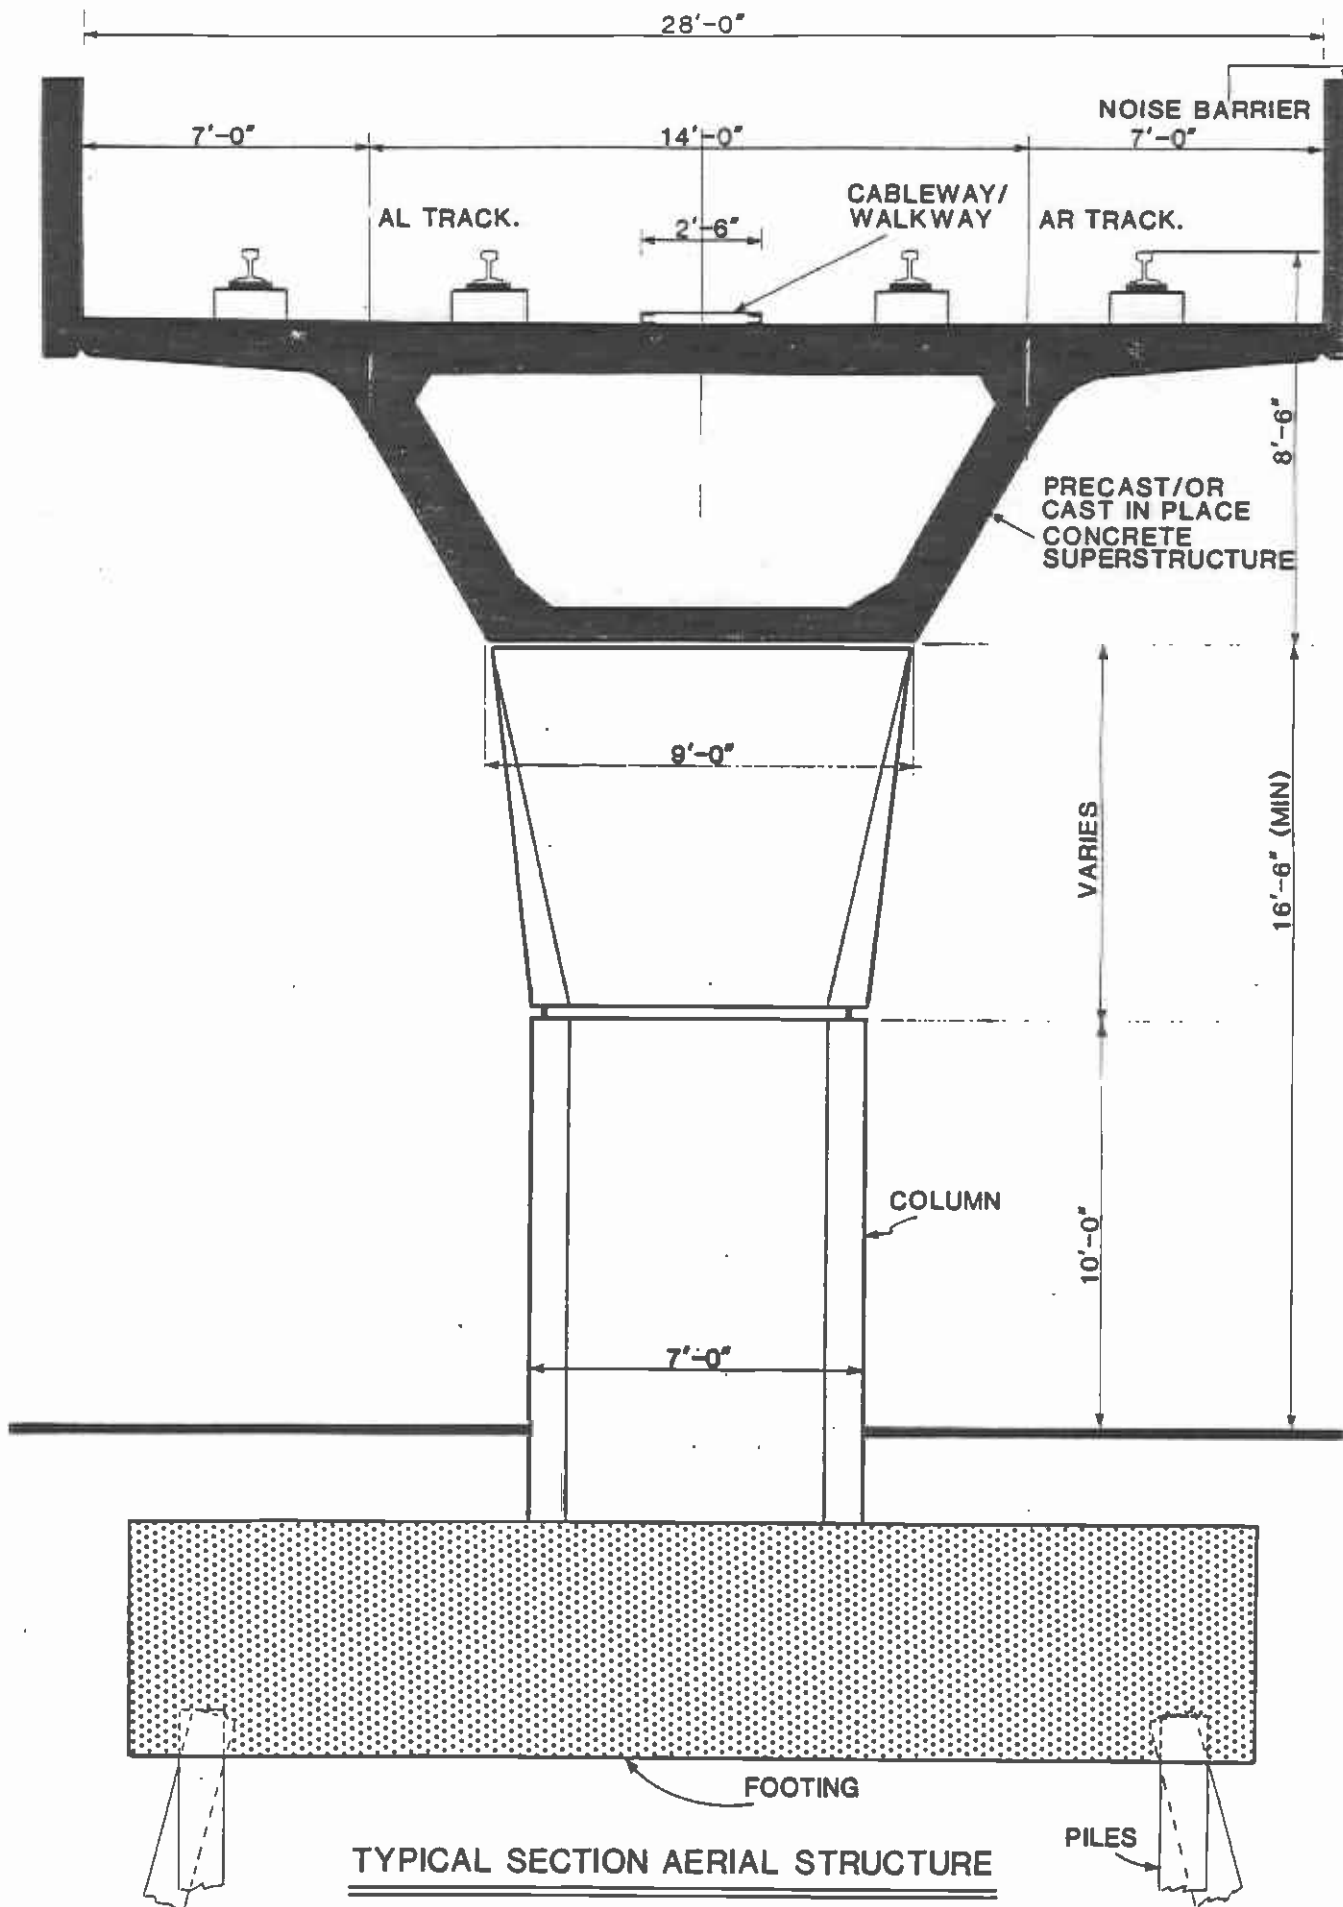 28'-0"
NOISE BARRIER
7'-0"
14'-0"
7'-0"
CABLEWAY/
WALKWAY
AL TRACK.
2'-6"
AR TRACK.
8'-6"
PRECAST/OR
CAST IN PLACE
CONCRETE
SUPERSTRUCTURE
9'-0"
VARIES
16'-6" (MIN)
COLUMN
10'-0"
7'-0"
FOOTING
PILES
TYPICAL SECTION AERIAL STRUCTURE